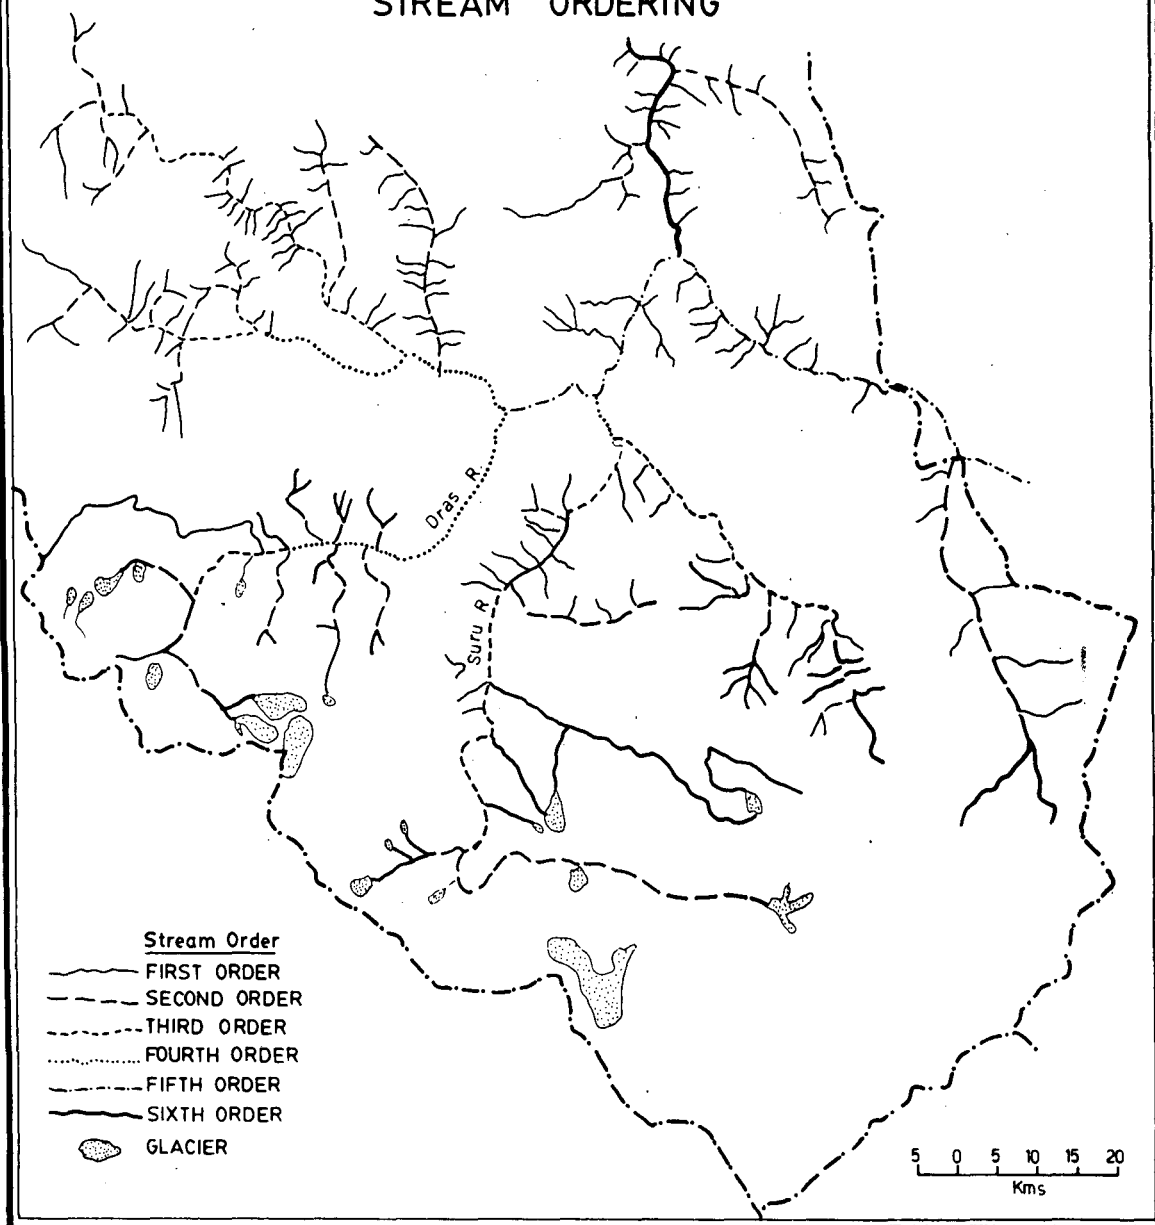 STREAM ORDERING
Dras R.
Suru R
Stream Order
FIRST ORDER
SECOND ORDER
THIRD ORDER
FOURTH ORDER
FIFTH ORDER
SIXTH ORDER
GLACIER
5 0 5 10 15 20
Kms